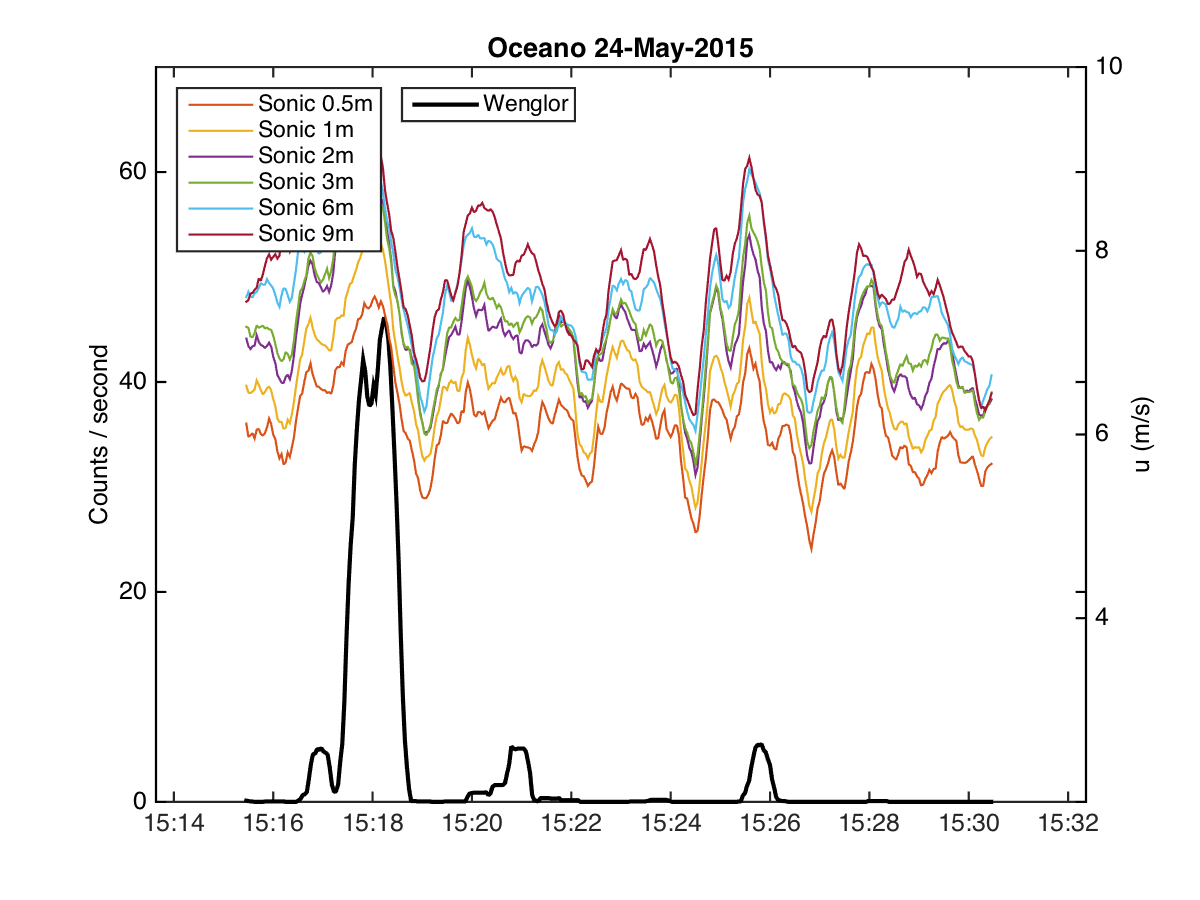 Oceano 24-May-2015
Sonic 0.5m
Sonic 1m
Sonic 2m
Sonic 3m
Sonic 6m
Sonic 9m
Wenglor
Counts / second
60
40
20
0
10
8
6
4
u (m/s)
15:14 15:16 15:18 15:20 15:22 15:24 15:26 15:28 15:30 15:32